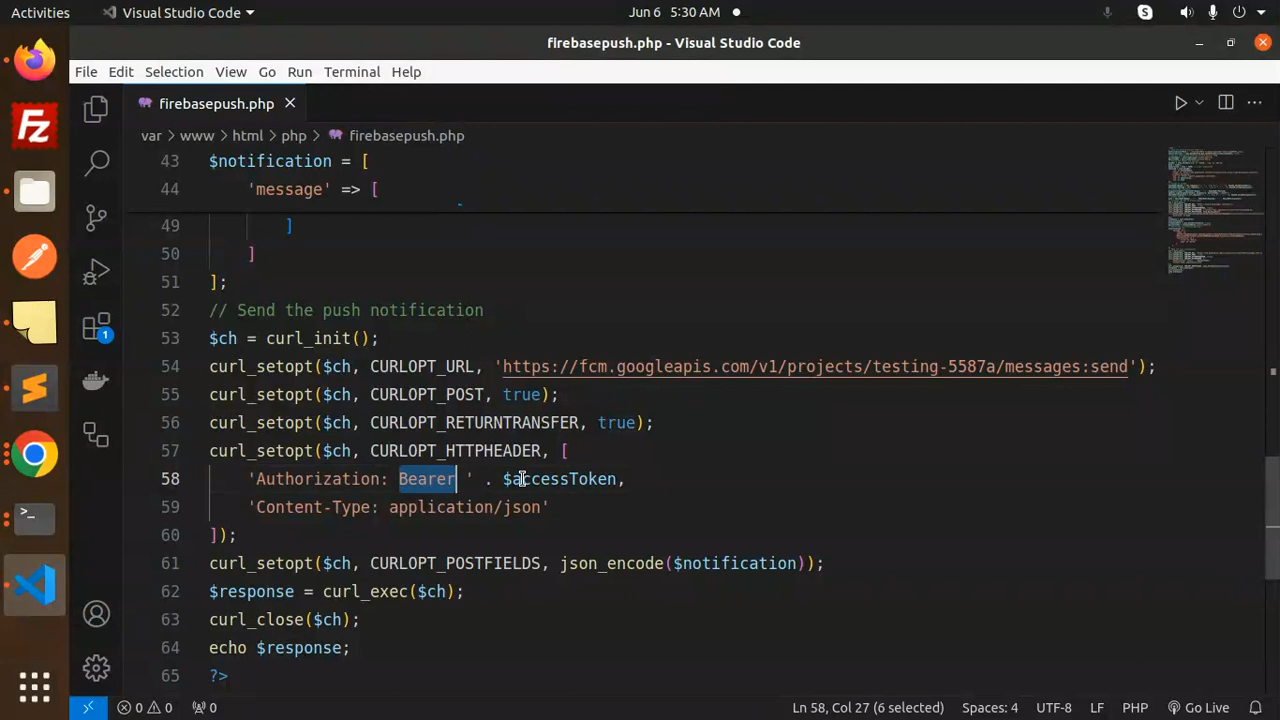 Activities
Visual Studio Code
Jun 6 5:30 AM
firebasepush.php - Visual Studio Code
File Edit Selection View Go Run Terminal Help
firebasepush.php
var > www > html > php > firebasepush.php
43 $notification = [
44 'message' => [
49 ]
50 ]
51 ];
52 // Send the push notification
53 $ch = curl_init();
54 curl_setopt($ch, CURLOPT_URL, 'https://fcm.googleapis.com/v1/projects/testing-5587a/messages:send');
55 curl_setopt($ch, CURLOPT_POST, true);
56 curl_setopt($ch, CURLOPT_RETURNTRANSFER, true);
57 curl_setopt($ch, CURLOPT_HTTPHEADER, [
58 'Authorization: Bearer ' . $accessToken,
59 'Content-Type: application/json'
60 ]);
61 curl_setopt($ch, CURLOPT_POSTFIELDS, json_encode($notification));
62 $response = curl_exec($ch);
63 curl_close($ch);
64 echo $response;
65 ?>
0 0 0 Ln 58, Col 27 (6 selected) Spaces: 4 UTF-8 LF PHP Go Live